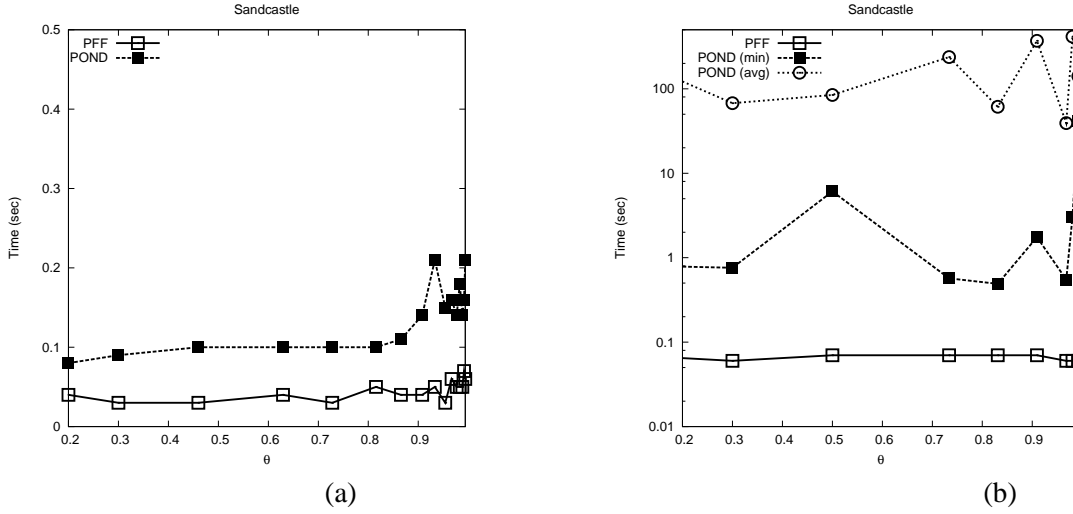 Sandcastle
0.5
PFF
POND
0.4
0.3
Time (sec)
0.2
0.1
0
0.2 0.3 0.4 0.5 0.6 0.7 0.8 0.9
θ
(a)
Sandcastle
PFF
POND (min)
POND (avg)
100
10
Time (sec)
1
0.1
0.01
0.2 0.3 0.4 0.5 0.6 0.7 0.8 0.9
θ
(b)